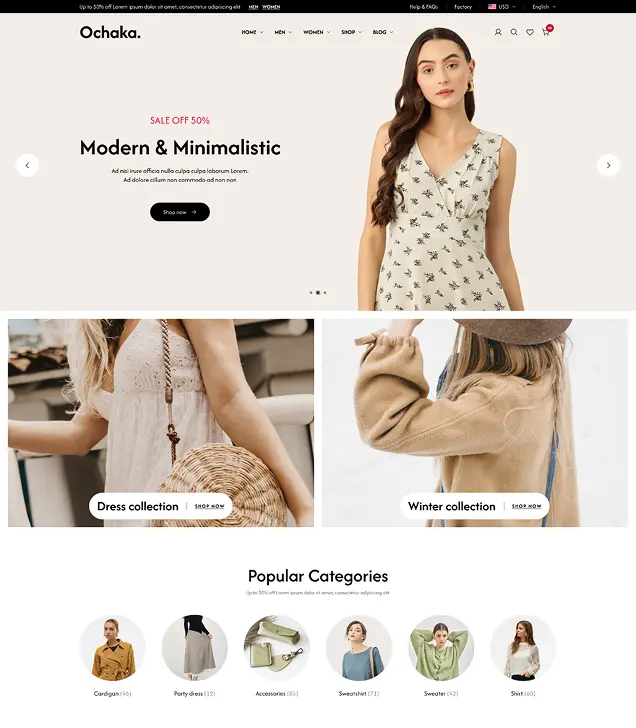 Up to 50% off Lorem ipsum dolor sit amet, consectetur adipiscing elit MEN WOMEN Help & FAQs Factory USD English
Ochaka. HOME MEN WOMEN SHOP BLOG
SALE OFF 50%
Modern & Minimalistic
Ad nisi irure officia nulla culpa culpa laborum Lorem.
Ad dolore cillum non commodo ad non non
Shop now
Dress collection | SHOP NOW
Winter collection | SHOP NOW
Popular Categories
Up to 50% off Lorem ipsum dolor sit amet, consectetur adipiscing elit
Cardigan (46) Party dress (12) Accessories (65) Sweatshirt (71) Sweater (42) Shirt (60)